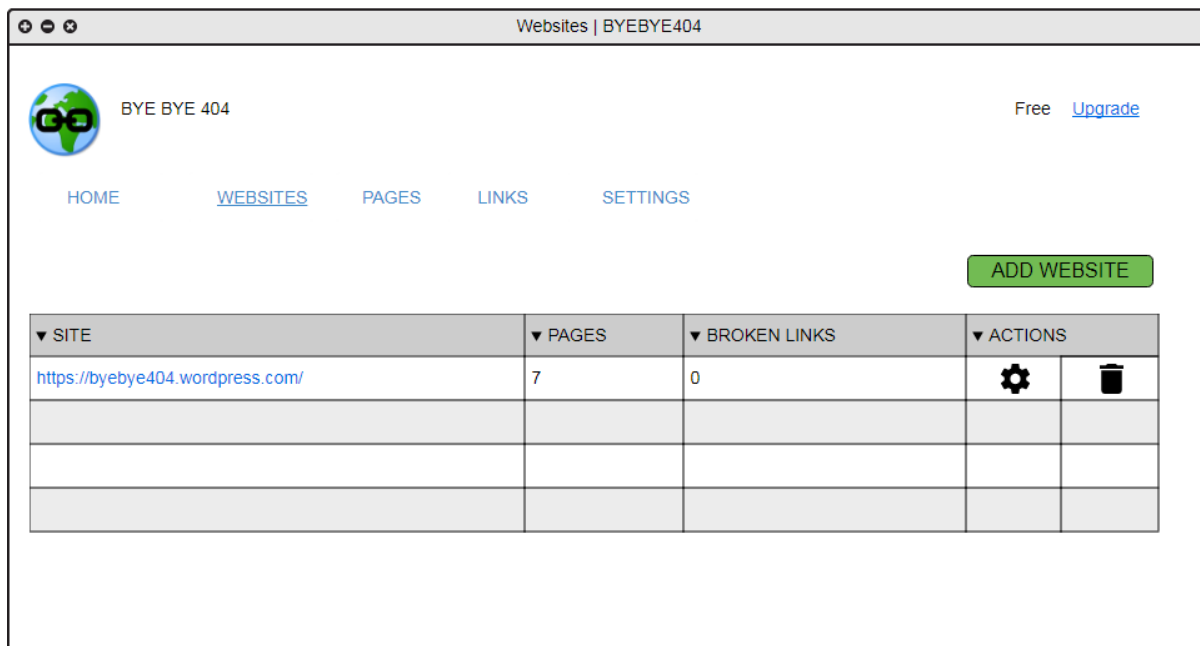 Websites | BYEBYE404
BYE BYE 404
Free Upgrade
HOME WEBSITES PAGES LINKS SETTINGS
ADD WEBSITE
▼ SITE ▼ PAGES ▼ BROKEN LINKS ▼ ACTIONS
https://byebye404.wordpress.com/ 7 0